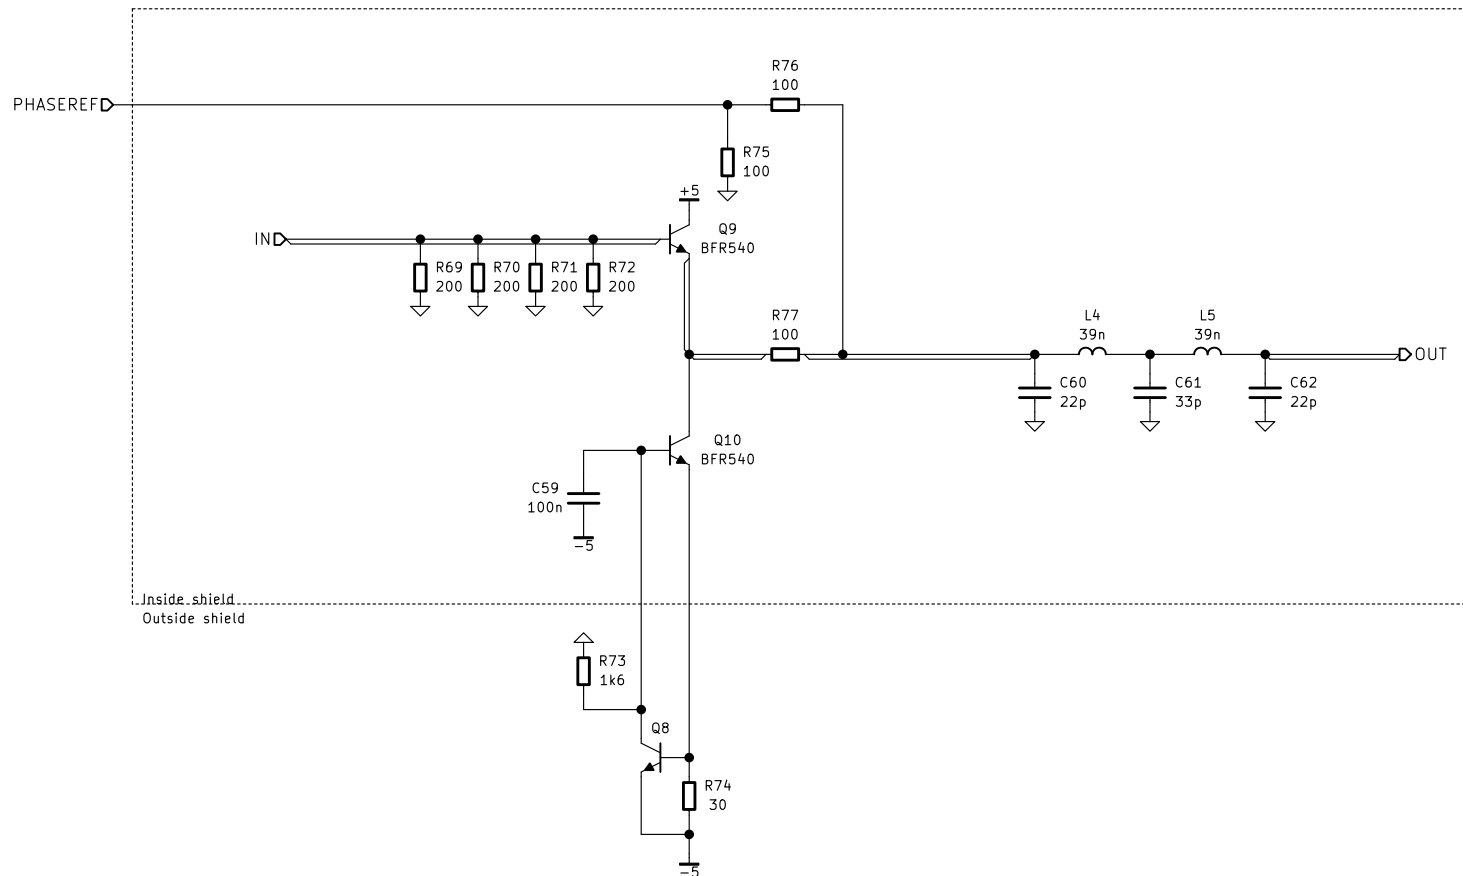 R76
100
PHASEREF
R75
100
+5
Q9
BFR540
IN
R69
200
R70
200
R71
200
R72
200
R77
100
L4
39n
L5
39n
OUT
C60
22p
C61
33p
C62
22p
Q10
BFR540
C59
100n
-5
Inside shield
Outside shield
R73
1k6
Q8
R74
30
-5